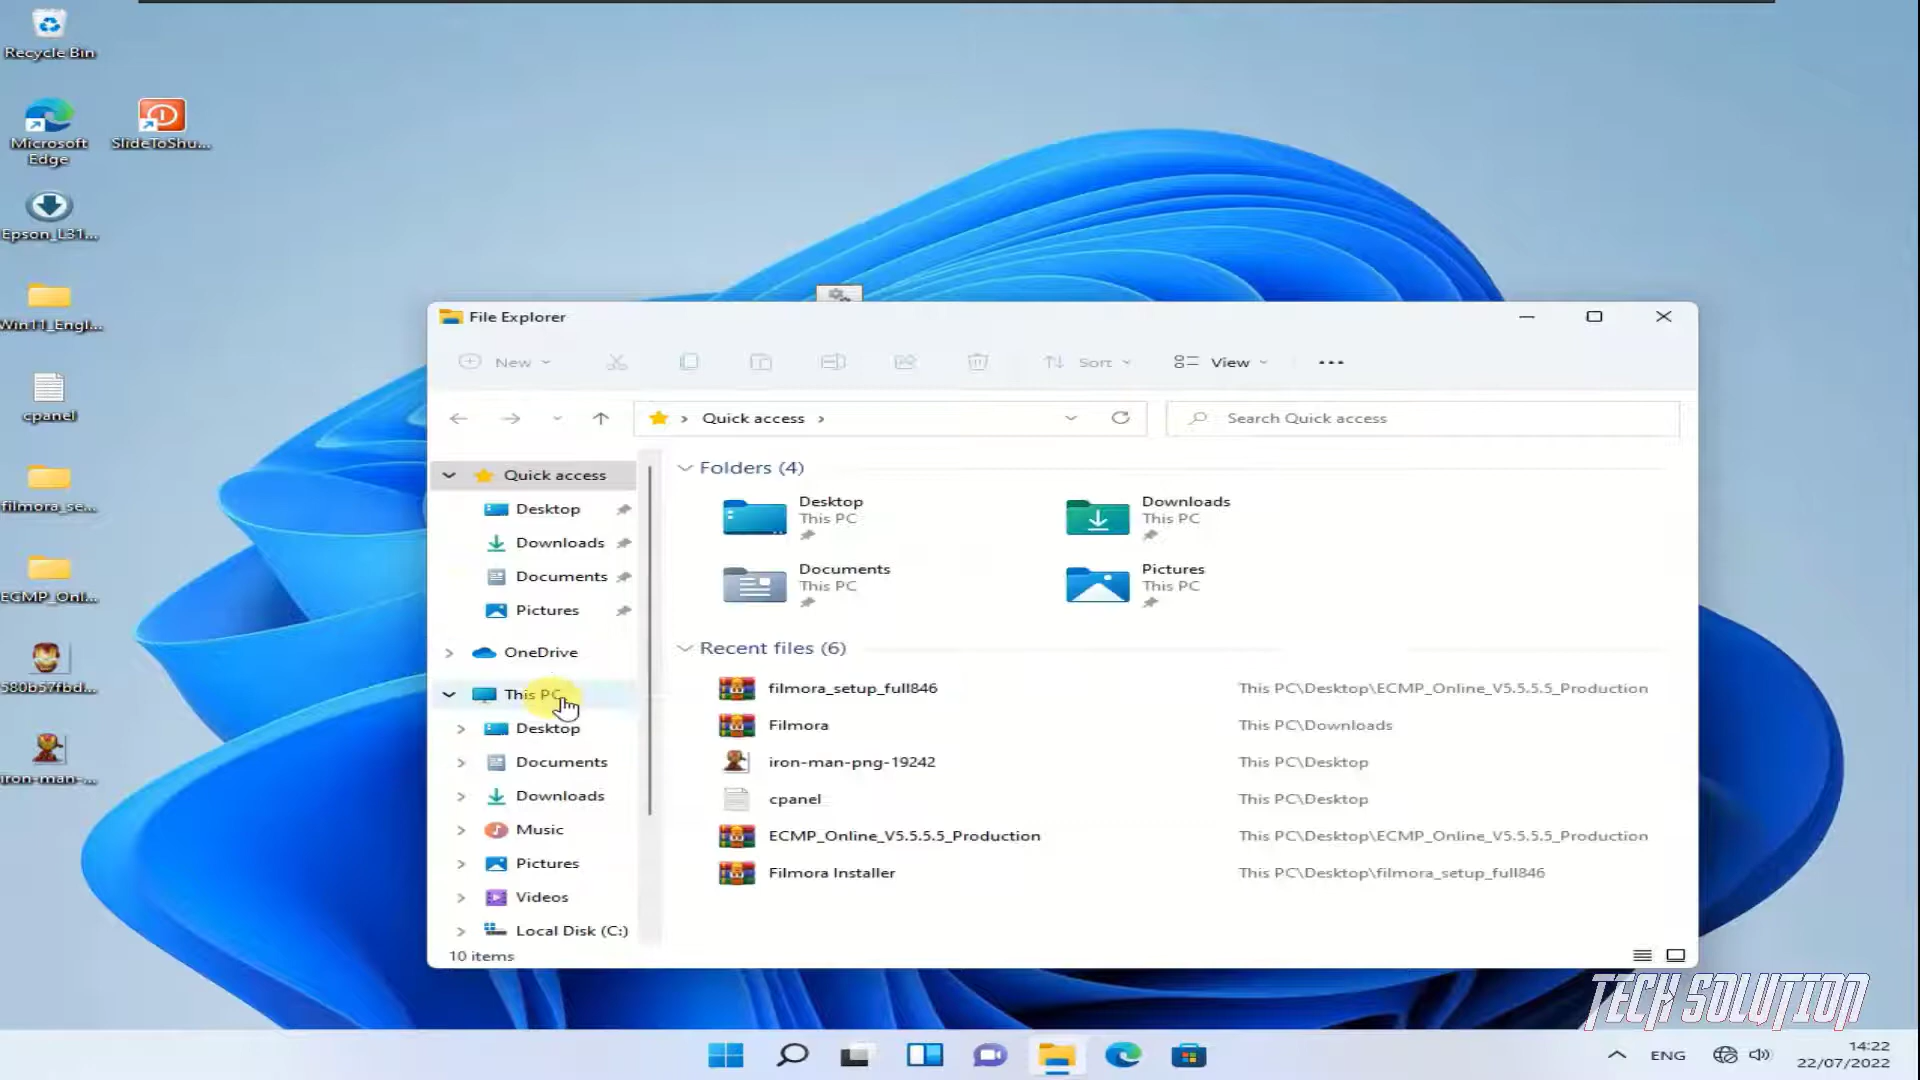 Recycle Bin
Microsoft
Edge
SlideToShu...
Epson_L31...
Win11_Engl...
cpanel
filmora_se...
ECMP_Onli...
580b57fbd...
iron-man-...
File Explorer
New
Sort
View
Quick access
Search Quick access
Quick access
Desktop
Downloads
Documents
Pictures
OneDrive
This PC
Desktop
Documents
Downloads
Music
Pictures
Videos
Local Disk (C:)
10 items
Folders (4)
Desktop
This PC
Downloads
This PC
Documents
This PC
Pictures
This PC
Recent files (6)
filmora_setup_full846 This PC\Desktop\ECMP_Online_V5.5.5.5_Production
Filmora This PC\Downloads
iron-man-png-19242 This PC\Desktop
cpanel This PC\Desktop
ECMP_Online_V5.5.5.5_Production This PC\Desktop\ECMP_Online_V5.5.5.5_Production
Filmora Installer This PC\Desktop\filmora_setup_full846
TECH SOLUTION
ENG
14:22
22/07/2022